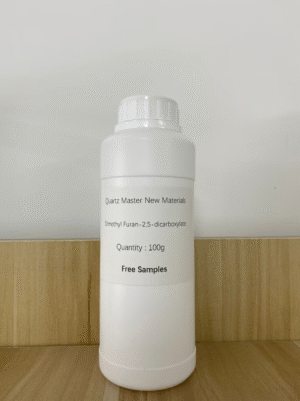 Quartz Master New Materials
Dimethyl Furan-2,5-dicarboxylate
Quantity : 100g
Free Samples